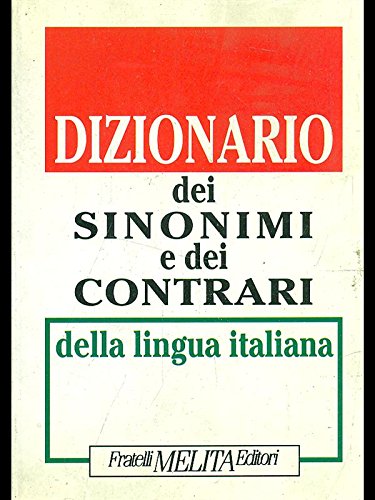 DIZIONARIO
dei
SINONIMI
e dei
CONTRARI
della lingua italiana
Fratelli MELITA Editori